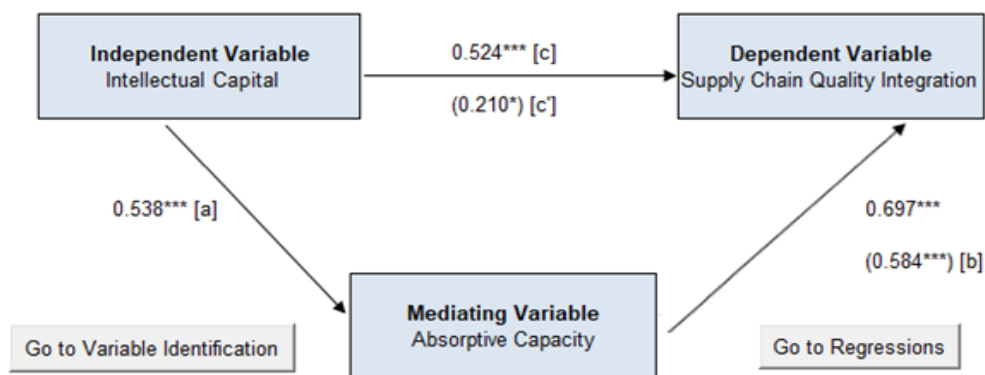 Independent Variable
Intellectual Capital
0.524*** [c]
(0.210*) [c']
Dependent Variable
Supply Chain Quality Integration
0.538*** [a]
0.697***
(0.584***) [b]
Mediating Variable
Absorptive Capacity
Go to Variable Identification
Go to Regressions